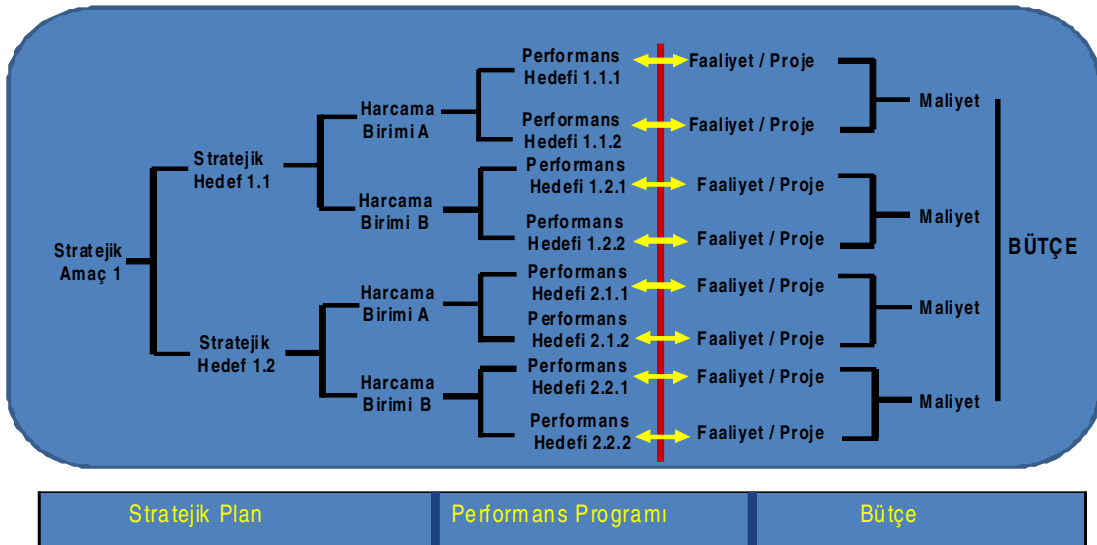 Stratejik
Amaç 1
Stratejik
Hedef 1.1
Stratejik
Hedef 1.2
Harcama
Birimi A
Harcama
Birimi B
Harcama
Birimi A
Harcama
Birimi B
Performans
Hedefi 1.1.1
Performans
Hedefi 1.1.2
Performans
Hedefi 1.2.1
Performans
Hedefi 1.2.2
Performans
Hedefi 2.1.1
Performans
Hedefi 2.1.2
Performans
Hedefi 2.2.1
Performans
Hedefi 2.2.2
Faaliyet / Proje
Faaliyet / Proje
Faaliyet / Proje
Faaliyet / Proje
Faaliyet / Proje
Faaliyet / Proje
Faaliyet / Proje
Faaliyet / Proje
Maliyet
Maliyet
Maliyet
Maliyet
BÜTÇE
Stratejik Plan
Performans Programı
Bütçe